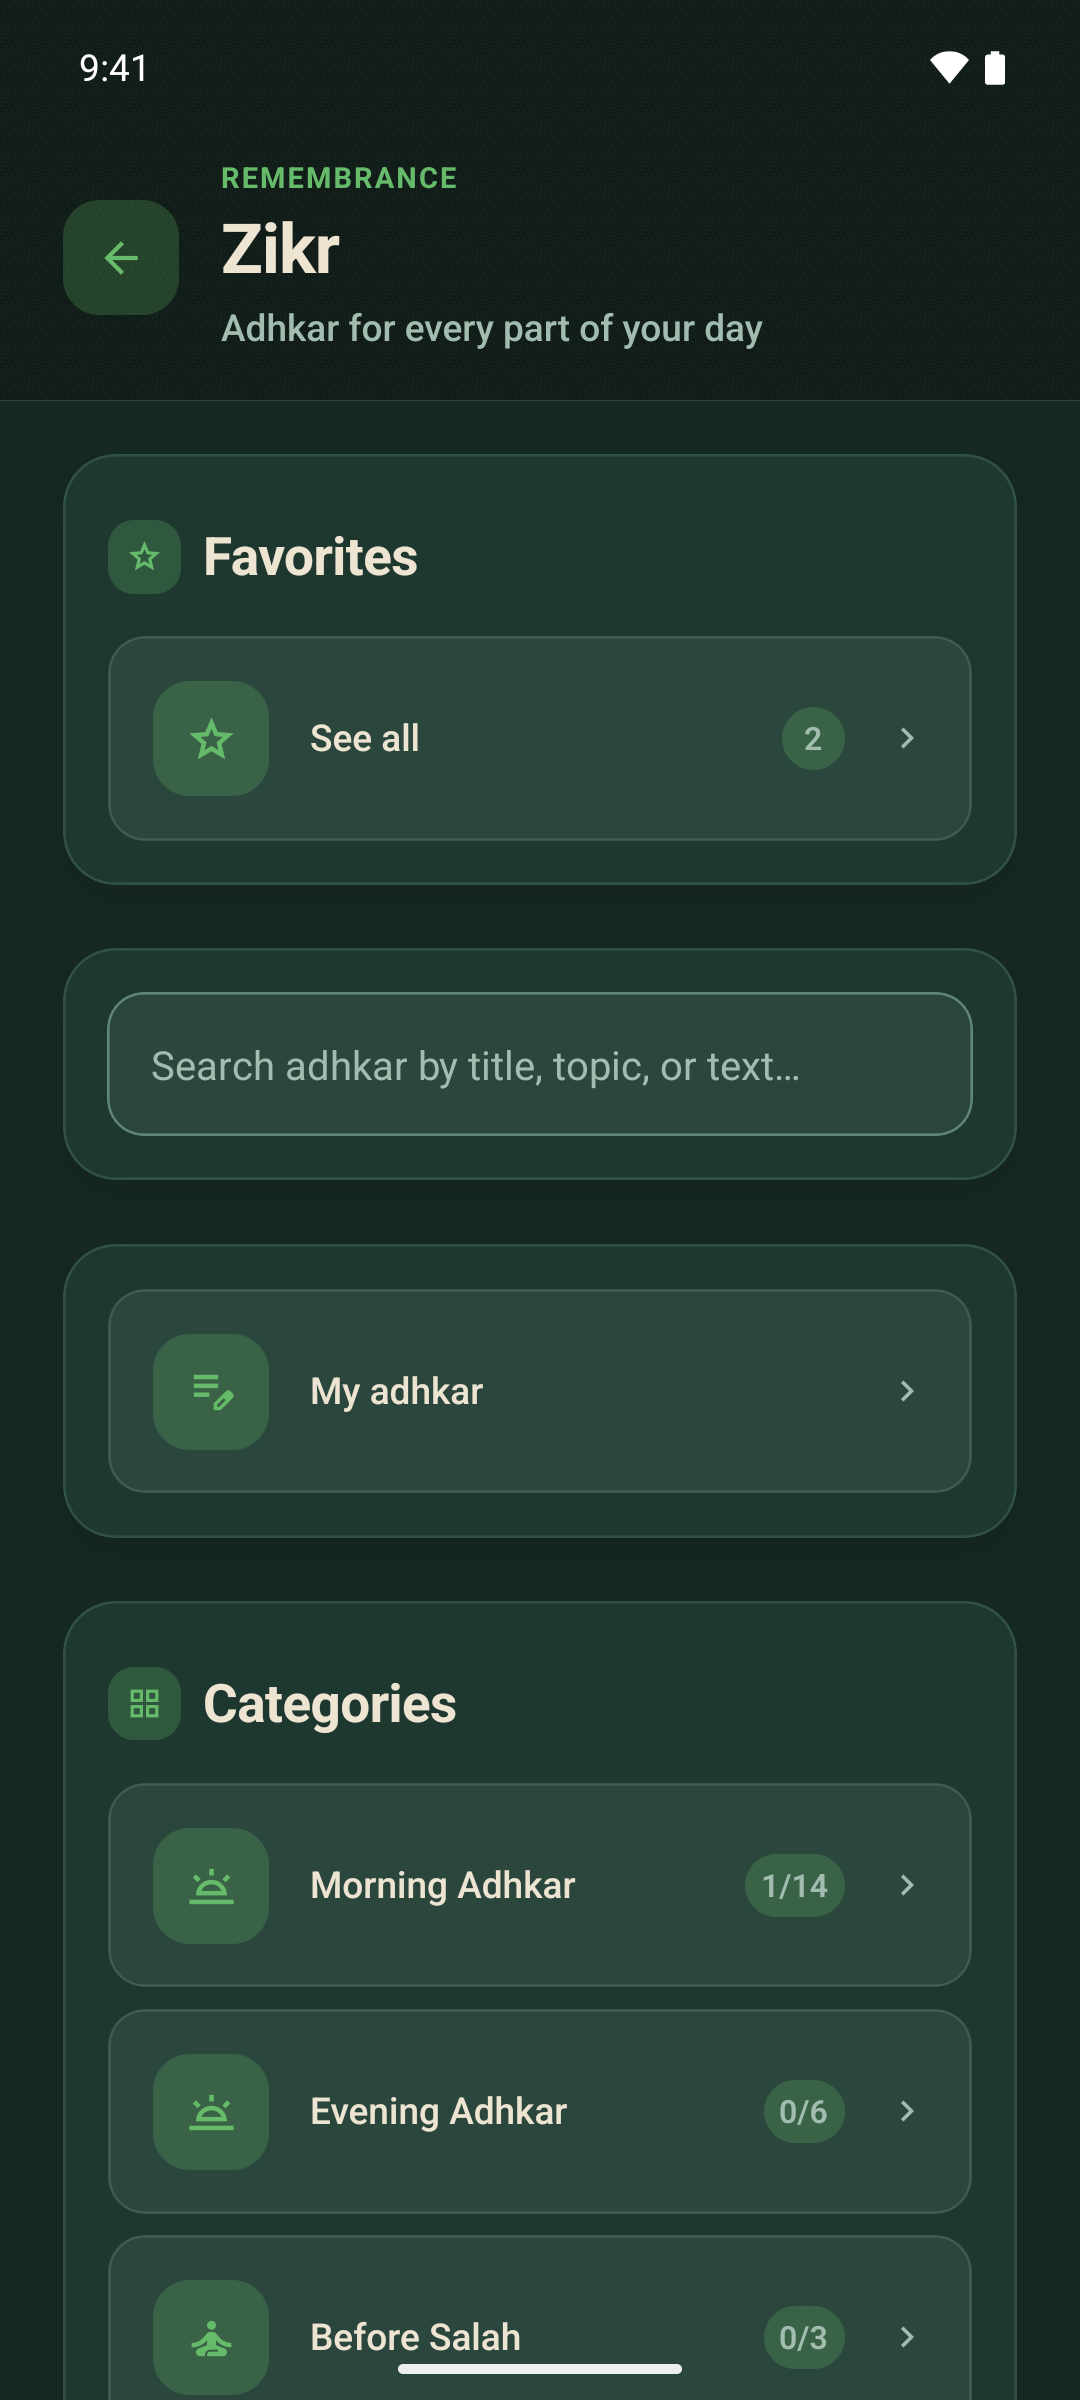 9:41
REMEMBRANCE
Zikr
Adhkar for every part of your day
Favorites
See all 2
Search adhkar by title, topic, or text...
My adhkar
Categories
Morning Adhkar 1/14
Evening Adhkar 0/6
Before Salah 0/3